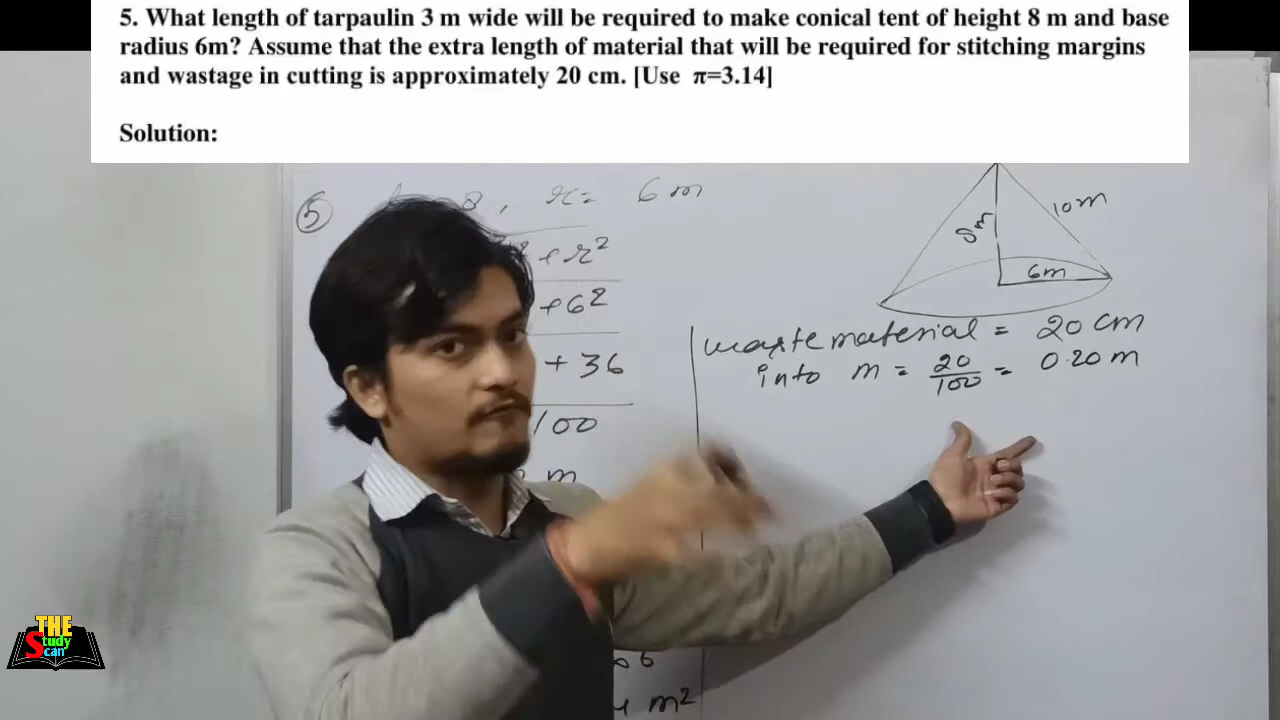 5. What length of tarpaulin 3 m wide will be required to make conical tent of height 8 m and base
radius 6m? Assume that the extra length of material that will be required for stitching margins
and wastage in cutting is approximately 20 cm. [Use π=3.14]
Solution:
5 8, r= 6 m
+r²
+6²
+ 36
100
m
m²
8m
10m
6m
waste material = 20 cm
into m = 20/100 = 0.20 m
THE
Study
Scan